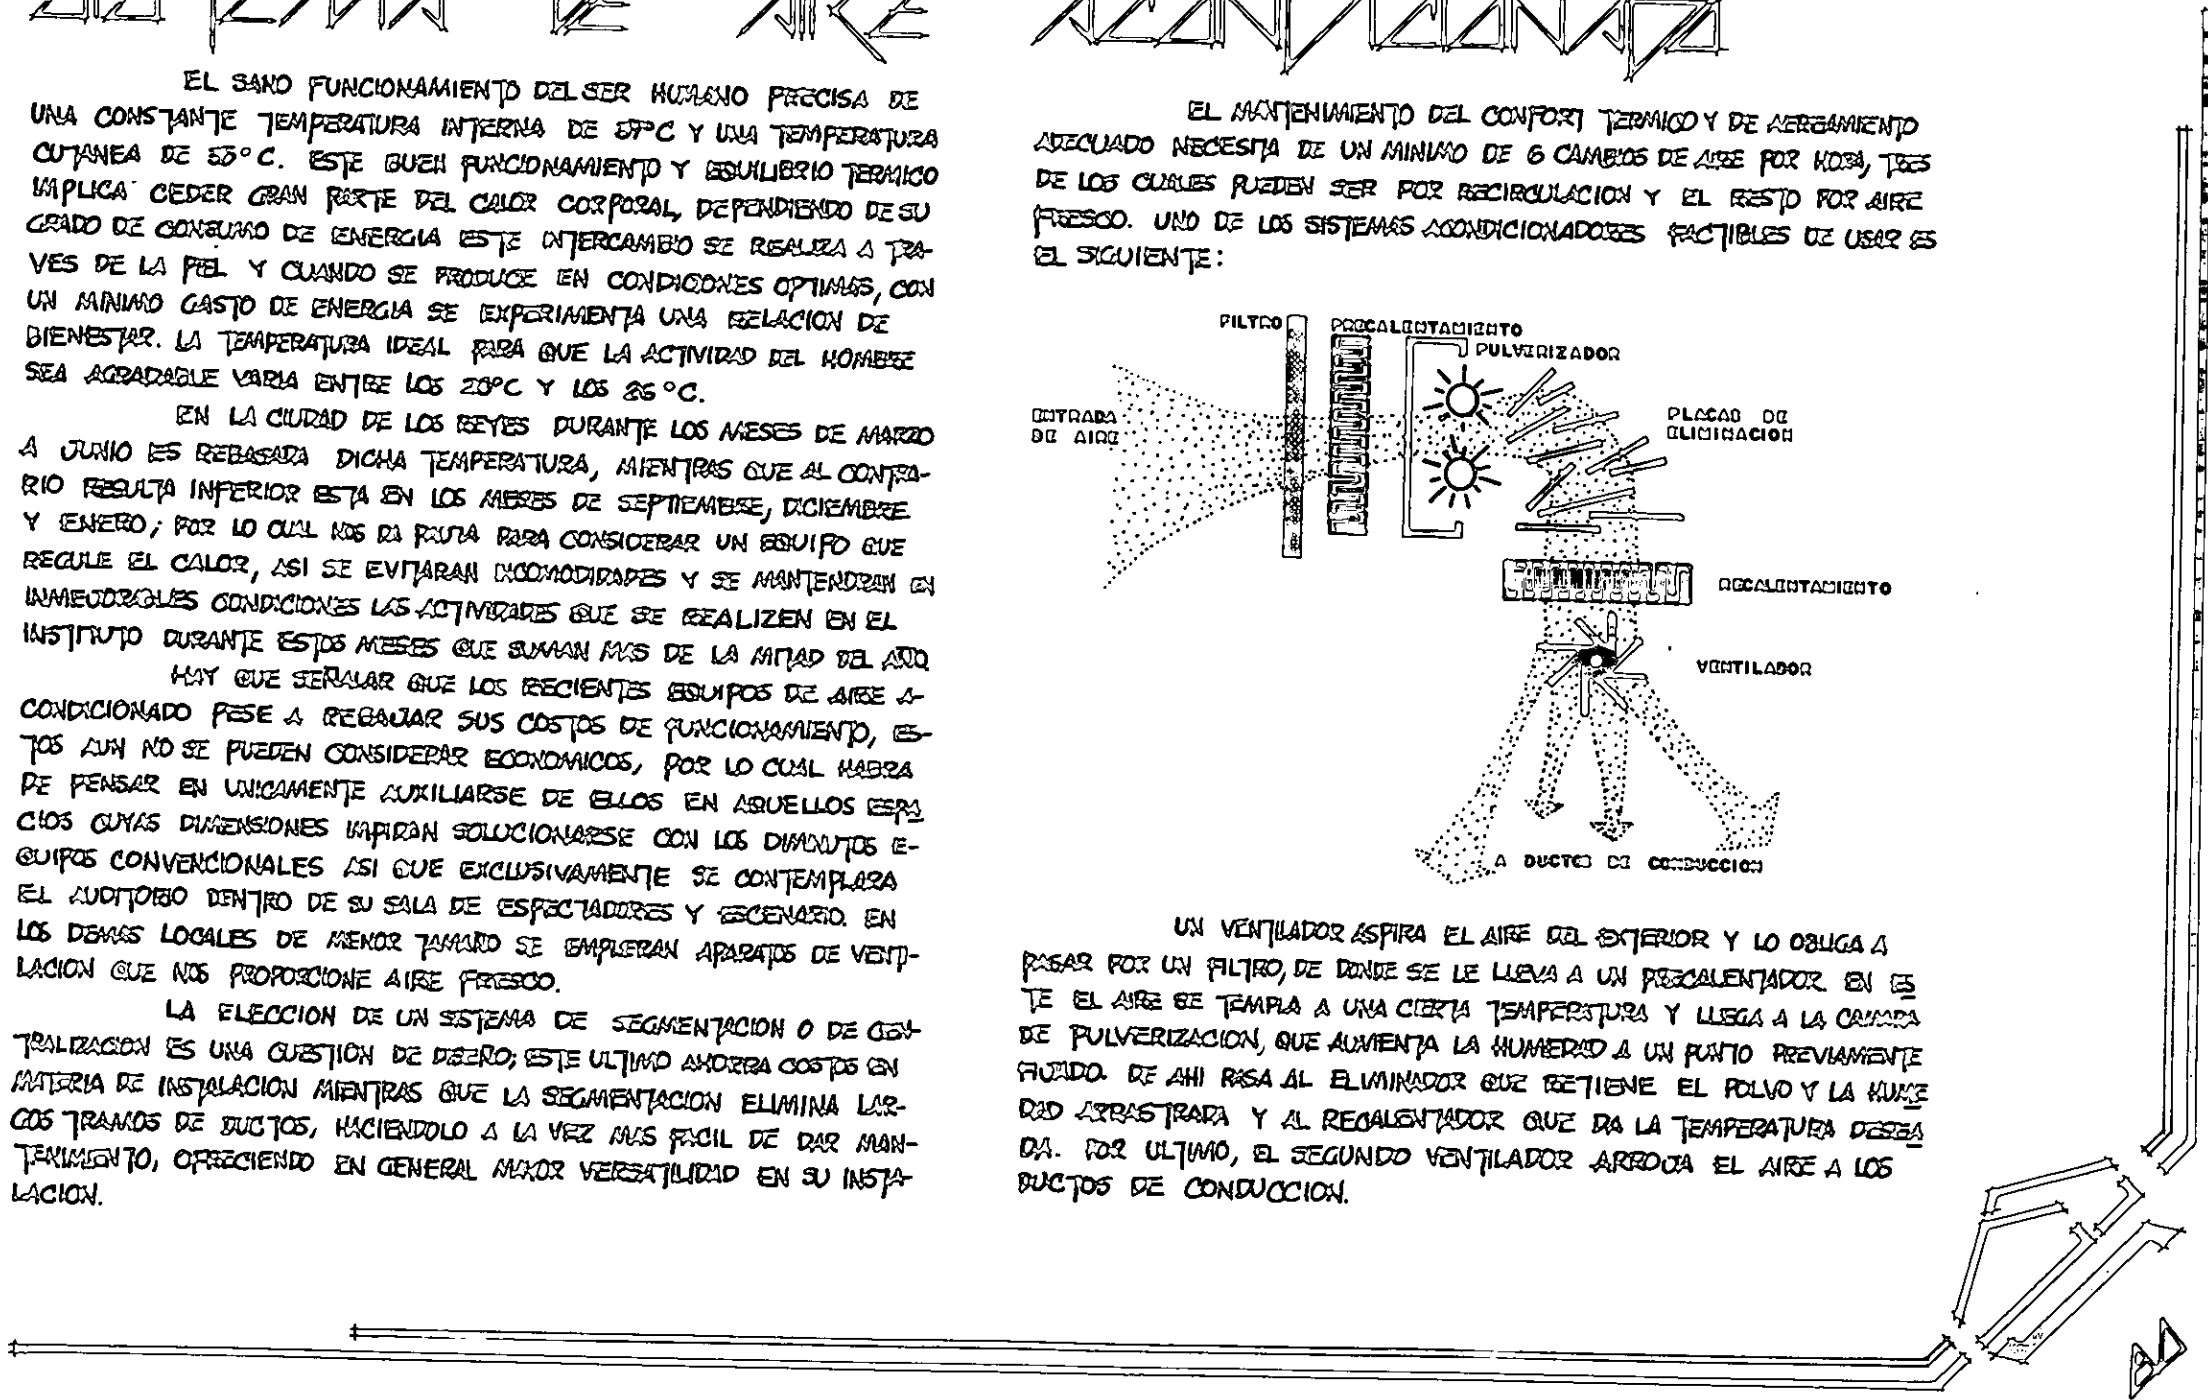 SISTEMA DE AIRE ACONDICIONADO
EL SANO FUNCIONAMIENTO DEL SER HUMANO PRECISA DE
UNA CONSTANTE TEMPERATURA INTERNA DE 37°C Y UNA TEMPERATURA
CUTANEA DE °C. ESTE BUEN FUNCIONAMIENTO Y EQUILIBRIO TERMICO
IMPLICA CEDER GRAN PARTE DEL CALOR CORPORAL, DEPENDIENDO DE SU
GRADO DE CONSUMO DE ENERGIA ESTE INTERCAMBIO SE REALIZA A TRA-
VES DE LA PIEL Y CUANDO SE PRODUCE EN CONDICIONES OPTIMAS, CON
UN MINIMO GASTO DE ENERGIA SE EXPERIMENTA UNA RELACION DE
BIENESTAR. LA TEMPERATURA IDEAL PARA QUE LA ACTIVIDAD DEL HOMBRE
SEA AGRADABLE VARIA ENTRE LOS 20°C Y LOS °C.
EN LA CIUDAD DE LOS REYES DURANTE LOS MESES DE MARZO
A JUNIO ES REBASADA DICHA TEMPERATURA, MIENTRAS QUE AL CONTRA-
RIO RESULTA INFERIOR ESTA EN LOS MESES DE SEPTIEMBRE, DICIEMBRE
Y ENERO; POR LO CUAL NOS DA PAUTA PARA CONSIDERAR UN EQUIPO QUE
REGULE EL CALOR, ASI SE EVITARAN INCOMODIDADES Y SE MANTENDRAN EN
INMEJORABLES CONDICIONES LAS ACTIVIDADES QUE SE REALIZEN EN EL
INSTITUTO DURANTE ESTOS MESES QUE SUMAN MAS DE LA MITAD DEL AÑO
HAY QUE SEÑALAR QUE LOS RECIENTES EQUIPOS DE AIRE A-
CONDICIONADO PESE A REBAJAR SUS COSTOS DE FUNCIONAMIENTO, ES-
TOS AUN NO SE PUEDEN CONSIDERAR ECONOMICOS, POR LO CUAL HABRA
DE PENSAR EN UNICAMENTE AUXILIARSE DE ELLOS EN AQUELLOS ESPA
CIOS CUYAS DIMENSIONES IMPIDAN SOLUCIONARSE CON LOS DIMINUTOS E-
QUIPOS CONVENCIONALES ASI QUE EXCLUSIVAMENTE SE CONTEMPLARA
EL AUDITORIO DENTRO DE SU SALA DE ESPECTADORES Y ESCENARIO. EN
LOS DEMAS LOCALES DE MENOR TAMAÑO SE EMPLERAN APARATOS DE VENTI-
LACION QUE NOS PROPORCIONE AIRE FRESCO.
LA ELECCION DE UN SISTEMA DE SEGMENTACION O DE CEN-
TRALIZACION ES UNA CUESTION DE DISEÑO; ESTE ULTIMO AHORRA COSTOS EN
MATERIA DE INSTALACION MIENTRAS QUE LA SEGMENTACION ELIMINA LAR-
GOS TRAMOS DE DUCTOS, HACIENDOLO A LA VEZ MAS FACIL DE DAR MAN-
TENIMIENTO, OFRECIENDO EN GENERAL MAYOR VERSATILIDAD EN SU INSTA-
LACION.
EL MANTENIMIENTO DEL CONFORT TERMICO Y DE AEREAMIENTO
ADECUADO NECESITA DE UN MINIMO DE 6 CAMBIOS DE AIRE POR HORA, TRES
DE LOS CUALES PUEDEN SER POR RECIRCULACION Y EL RESTO POR AIRE
FRESCO. UNO DE LOS SISTEMAS ACONDICIONADORES FACTIBLES DE USAR ES
EL SIGUIENTE:
FILTRO
PRECALENTAMIENTO
PULVERIZADOR
ENTRADA
DE AIRE
PLACAS DE
ELIMINACION
RECALENTAMIENTO
VENTILADOR
A DUCTOS DE CONDUCCION
UN VENTILADOR ASPIRA EL AIRE DEL EXTERIOR Y LO OBLIGA A
PASAR POR UN FILTRO, DE DONDE SE LE LLEVA A UN PRECALENTADOR. EN ES
TE EL AIRE SE TEMPLA A UNA CIERTA TEMPERATURA Y LLEGA A LA CAMARA
DE PULVERIZACION, QUE AUMENTA LA HUMEDAD A UN PUNTO PREVIAMENTE
FIJADO. DE AHI PASA AL ELIMINADOR QUE RETIENE EL POLVO Y LA HUME
DAD ARRASTRADA Y AL RECALENTADOR QUE DA LA TEMPERATURA DESEA
DA. POR ULTIMO, EL SEGUNDO VENTILADOR ARROJA EL AIRE A LOS
DUCTOS DE CONDUCCION.